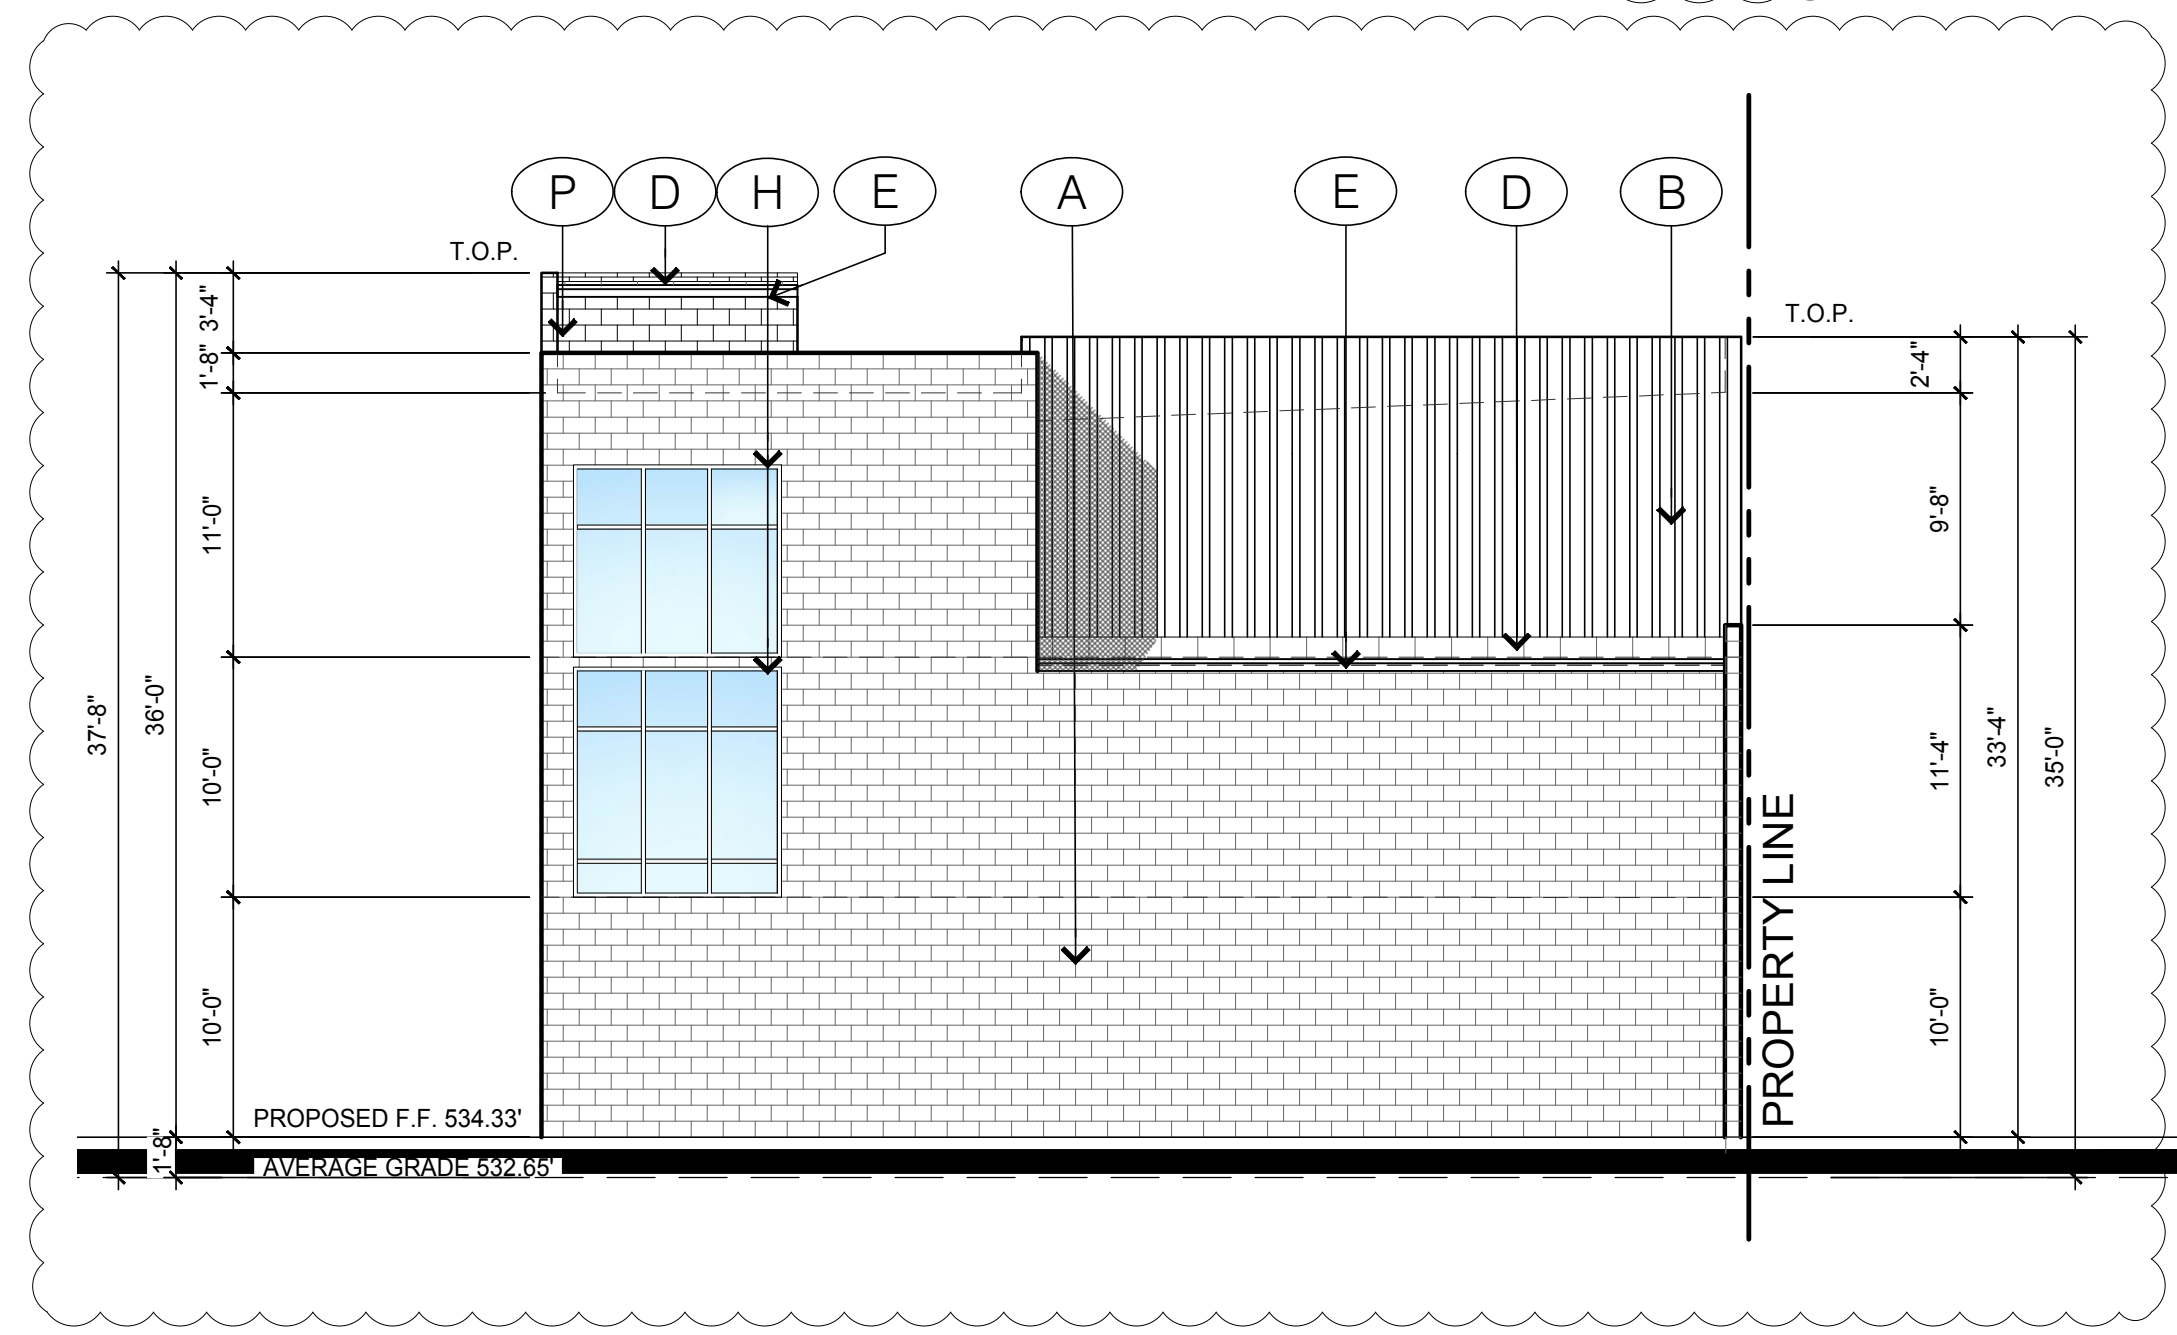 P D H E A E D B
T.O.P.
T.O.P.
3'-4"
1'-8"
11'-0"
10'-0"
10'-0"
36'-0"
37'-8"
1'-8"
2'-4"
9'-8"
11'-4"
10'-0"
33'-4"
35'-0"
PROPERTY LINE
PROPOSED F.F. 534.33'
AVERAGE GRADE 532.65'